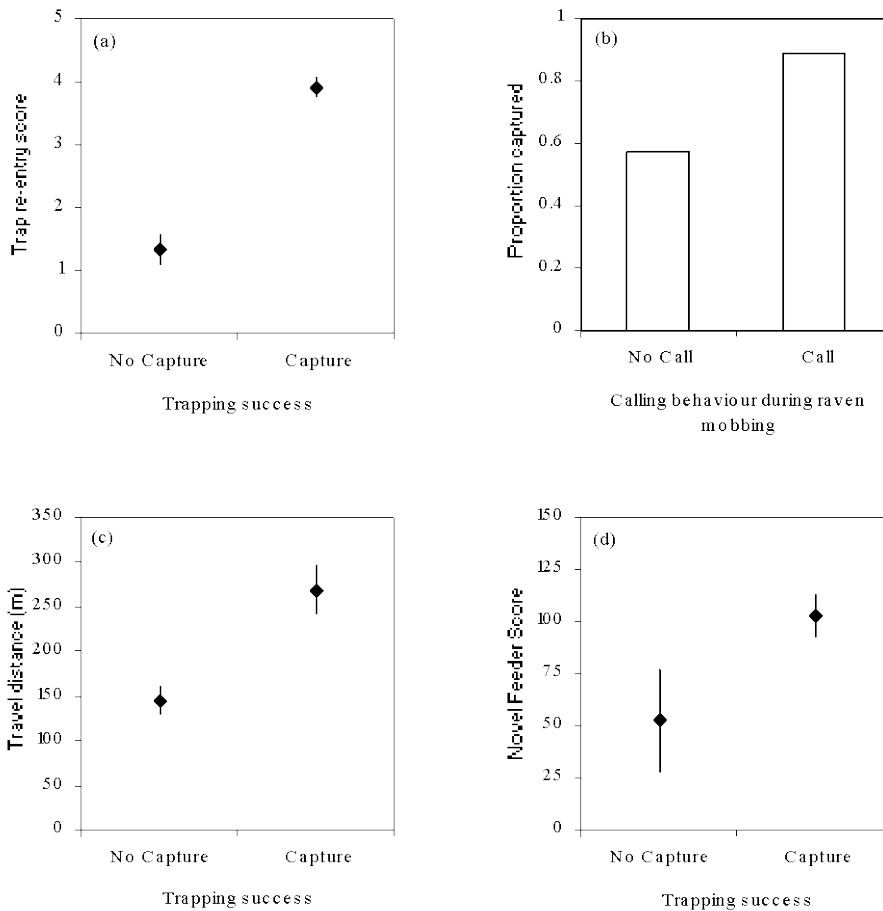 (a)
Trap re-entry score
5
4
3
2
1
0
No Capture Capture
Trapping success
(b)
Proportion captured
1
0.8
0.6
0.4
0.2
0
No Call Call
Calling behaviour during raven
mobbing
(c)
Travel distance (m)
350
300
250
200
150
100
50
0
No Capture Capture
Trapping success
(d)
Novel Feeder Score
150
125
100
75
50
25
0
No Capture Capture
Trapping success